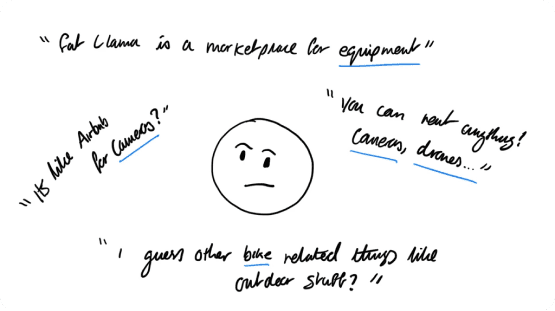 "Fat Llama is a marketplace for equipment"
"It's like Airbnb
for cameras?"
"You can rent anything!
Cameras, drones..."
"I guess other bike related things like
outdoor stuff?"